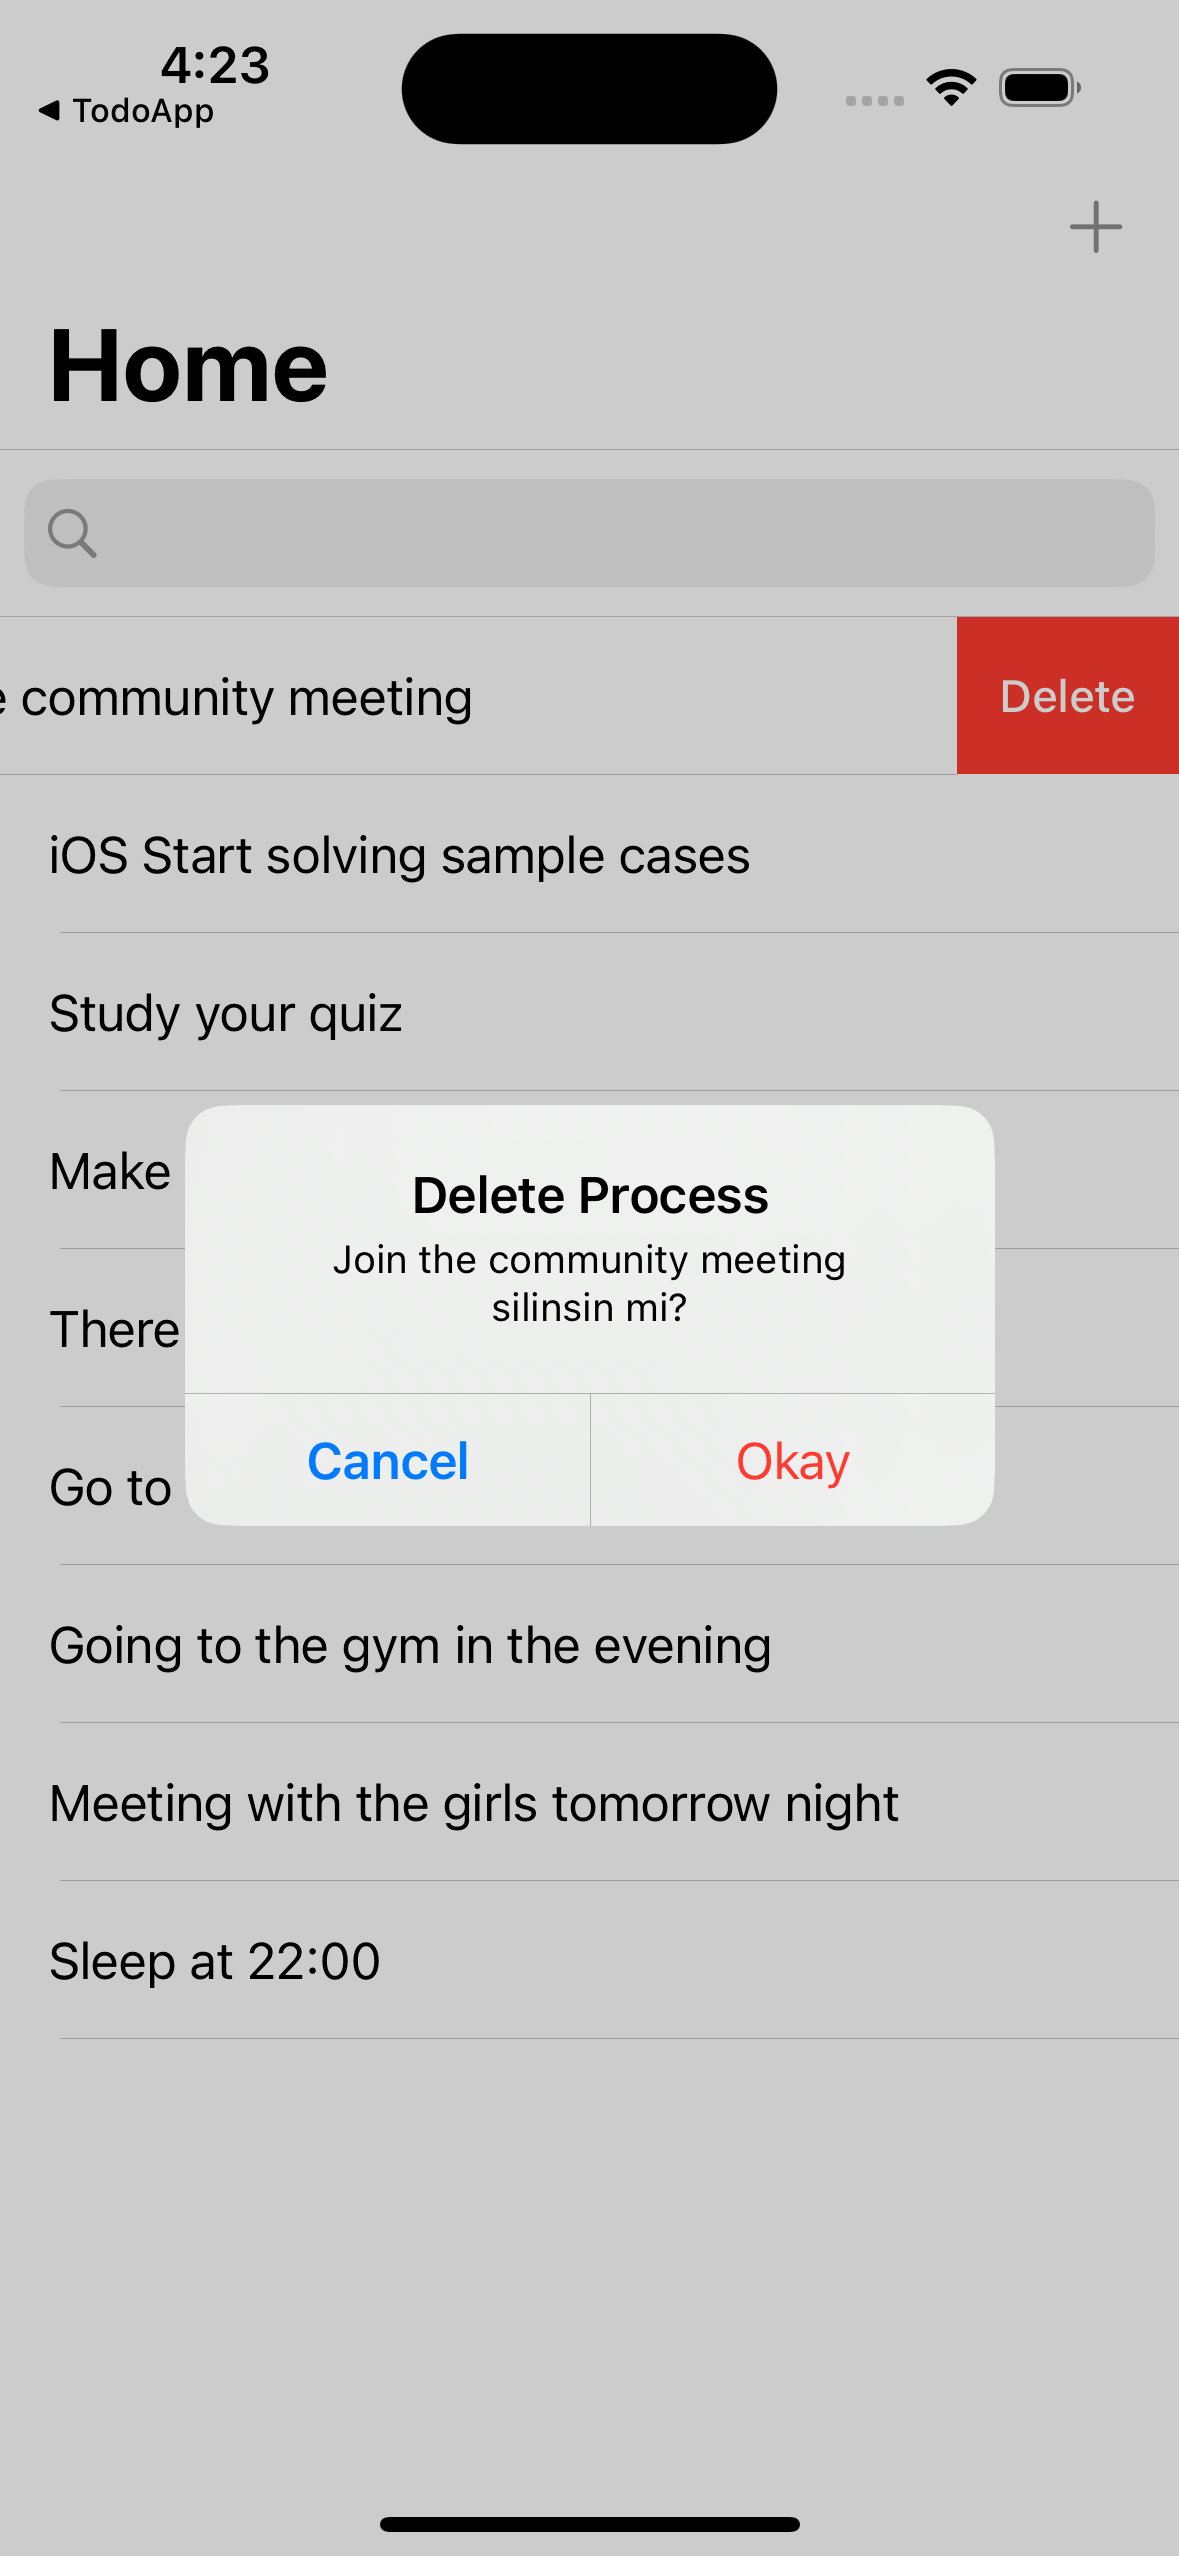 4:23
TodoApp
Home
community meeting
Delete
iOS Start solving sample cases
Study your quiz
Make
There
Go to
Delete Process
Join the community meeting
silinsin mi?
Cancel
Okay
Going to the gym in the evening
Meeting with the girls tomorrow night
Sleep at 22:00